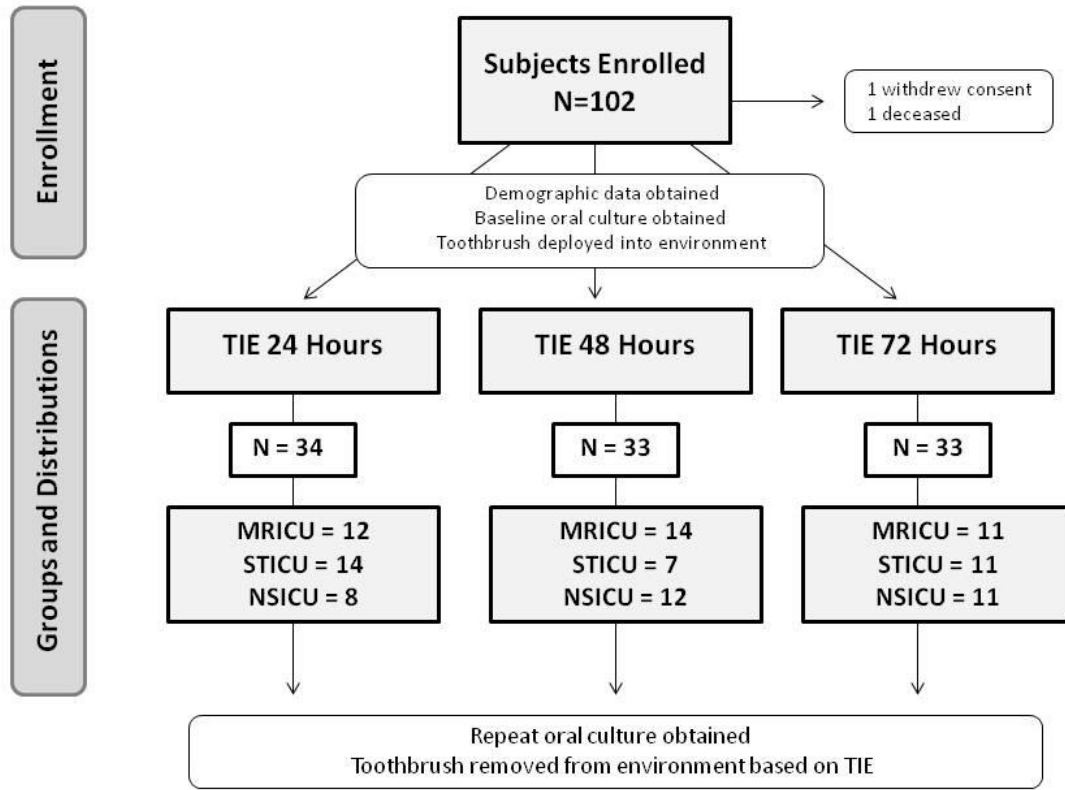 Enrollment
Subjects Enrolled
N=102
1 withdrew consent
1 deceased
Demographic data obtained
Baseline oral culture obtained
Toothbrush deployed into environment
Groups and Distributions
TIE 24 Hours
TIE 48 Hours
TIE 72 Hours
N = 34
N = 33
N = 33
MRICU = 12
STICU = 14
NSICU = 8
MRICU = 14
STICU = 7
NSICU = 12
MRICU = 11
STICU = 11
NSICU = 11
Repeat oral culture obtained
Toothbrush removed from environment based on TIE